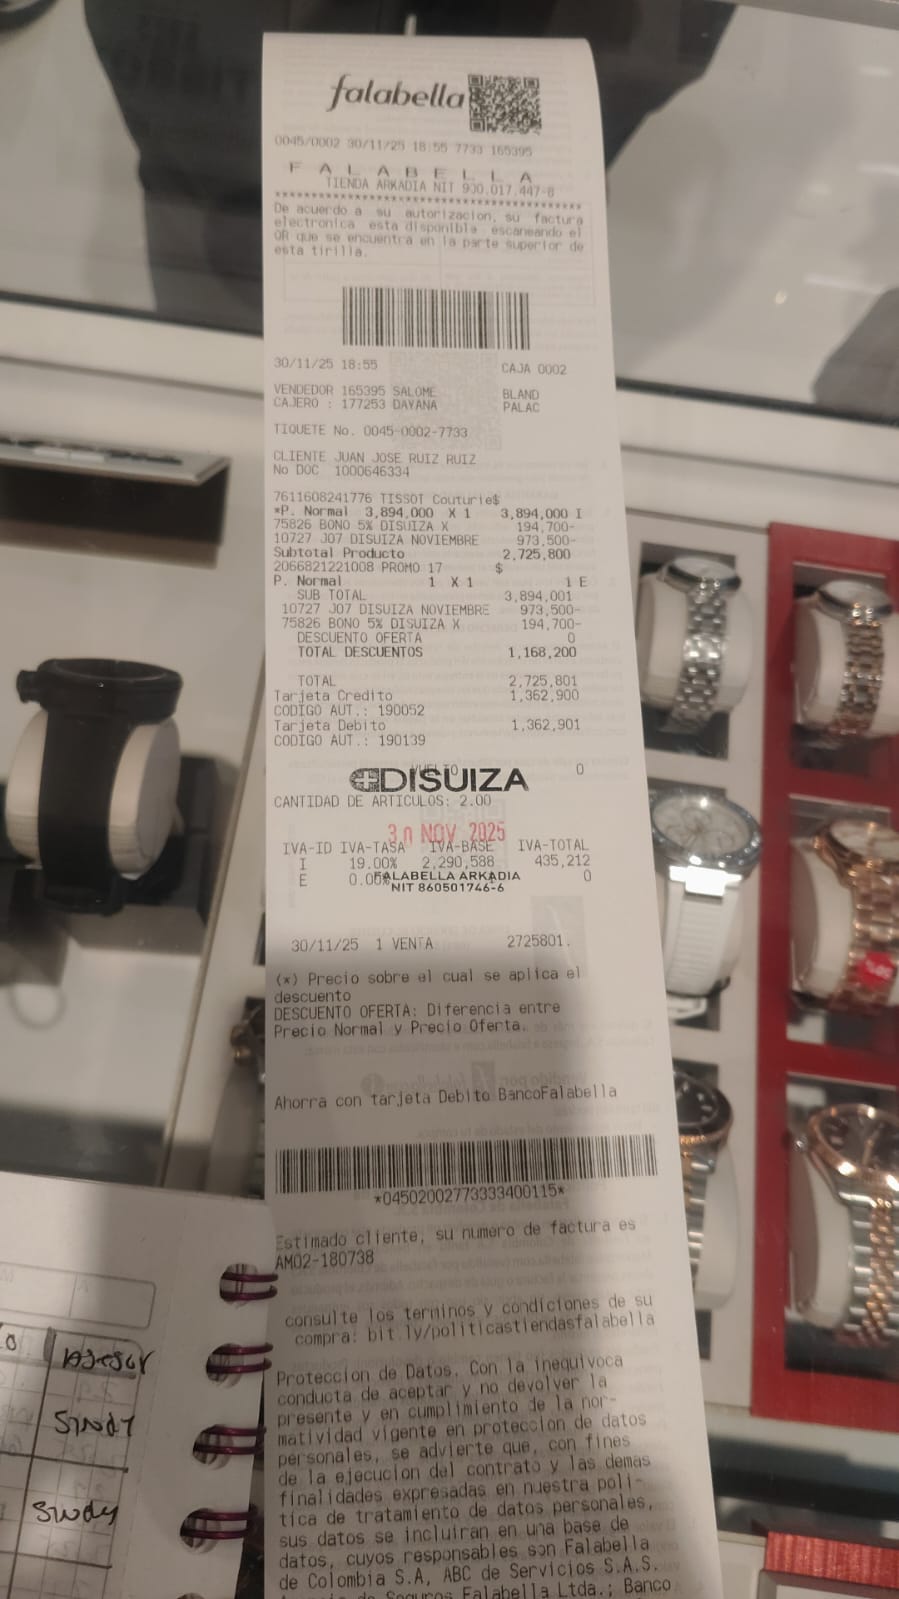 falabella
0045/0002 30/11/25 18:55 7733 165395
F A L A B E L L A
TIENDA ARKADIA NIT 900.017.447-8
****************************************
De acuerdo a su autorizacion, su factura
electronica esta disponible escaneando el
QR que se encuentra en la parte superior de
esta tirilla.
30/11/25 18:55 CAJA 0002
VENDEDOR 165395 SALOME BLAND
CAJERO : 177253 DAYANA PALAC
TIQUETE No. 0045-0002-7733
CLIENTE JUAN JOSE RUIZ RUIZ
No DOC 1000646334
7611608241776 TISSOT Couturie$
*P. Normal 3,894,000 X 1 3,894,000 I
75826 BONO 5% DISUIZA X 194,700-
10727 J07 DISUIZA NOVIEMBRE 973,500-
Subtotal Producto 2,725,800
2066821221008 PROMO 17 $
P. Normal 1 X 1 1 E
SUB TOTAL 3,894,001
10727 J07 DISUIZA NOVIEMBRE 973,500-
75826 BONO 5% DISUIZA X 194,700-
DESCUENTO OFERTA 0
TOTAL DESCUENTOS 1,168,200
TOTAL 2,725,801
Tarjeta Credito 1,362,900
CODIGO AUT.: 190052
Tarjeta Debito 1,362,901
CODIGO AUT.: 190139
VUELTO 0
DISUIZA
CANTIDAD DE ARTICULOS: 2.00
30 NOV 2025
IVA-ID IVA-TASA IVA-BASE IVA-TOTAL
I 19.00% 2,290,588 435,212
E 0.00% 0
FALABELLA ARKADIA
NIT 860501746-6
30/11/25 1 VENTA 2725801.
(*) Precio sobre el cual se aplica el
descuento
DESCUENTO OFERTA: Diferencia entre
Precio Normal y Precio Oferta.
Ahorra con tarjeta Debito BancoFalabella
*04502002773333400115*
Estimado cliente, su numero de factura es
AM02-180738
consulte los terminos y condiciones de su
compra: bit.ly/politicastiendasfalabella
Proteccion de Datos. Con la inequivoca
conducta de aceptar y no devolver la
presente y en cumplimiento de la nor-
matividad vigente en proteccion de datos
personales, se advierte que, con fines
de la ejecucion del contrato y las demas
finalidades expresadas en nuestra poli-
tica de tratamiento de datos personales,
sus datos se incluiran en una base de
datos, cuyos responsables son Falabella
de Colombia S.A, ABC de Servicios S.A.S.
de Seguros Falabella Ltda.; Banco
Asesor
Sindy
Sindy
50%